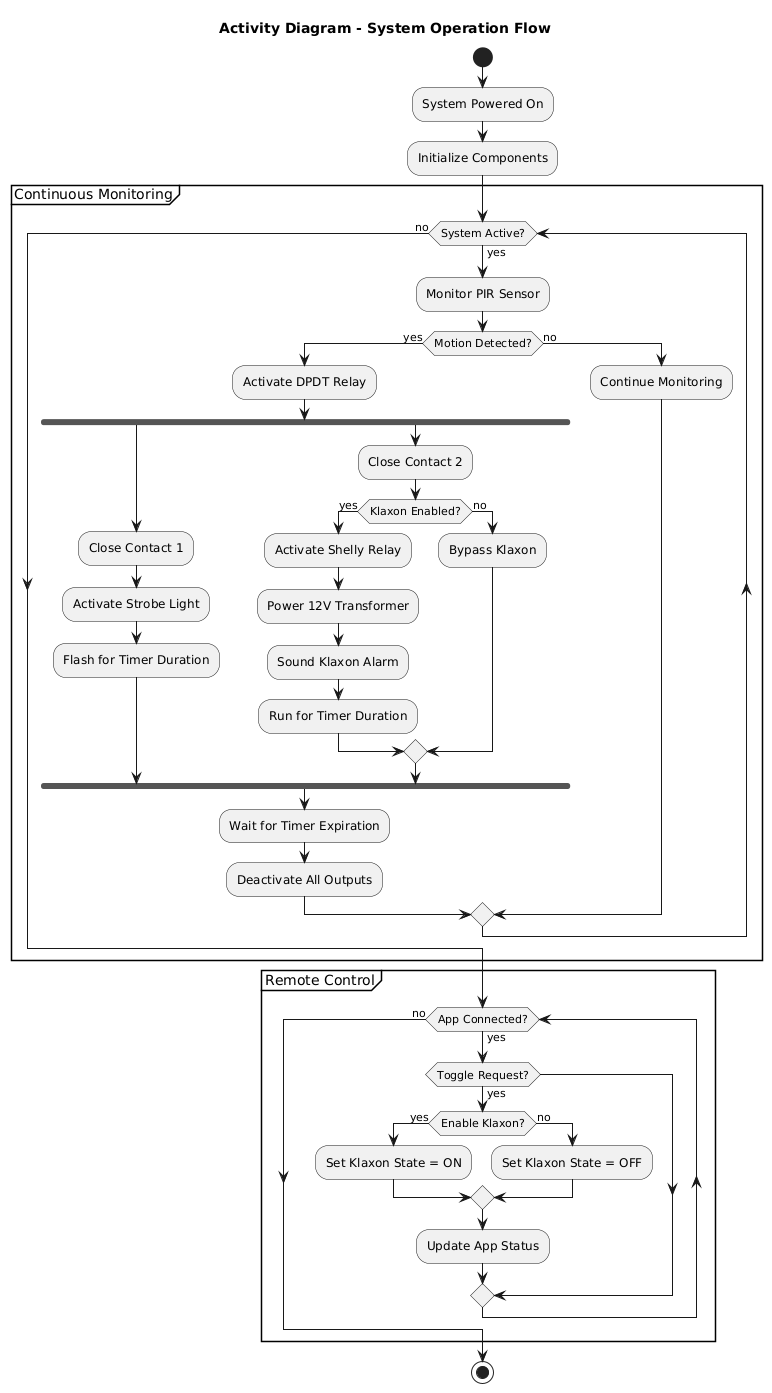 Activity Diagram - System Operation Flow
System Powered On
Initialize Components
Continuous Monitoring
no
System Active?
yes
Monitor PIR Sensor
yes
Motion Detected?
no
Activate DPDT Relay
Continue Monitoring
Close Contact 2
yes
Klaxon Enabled?
no
Close Contact 1
Activate Shelly Relay
Bypass Klaxon
Activate Strobe Light
Power 12V Transformer
Flash for Timer Duration
Sound Klaxon Alarm
Run for Timer Duration
Wait for Timer Expiration
Deactivate All Outputs
Remote Control
no
App Connected?
yes
Toggle Request?
yes
yes
Enable Klaxon?
no
Set Klaxon State = ON
Set Klaxon State = OFF
Update App Status